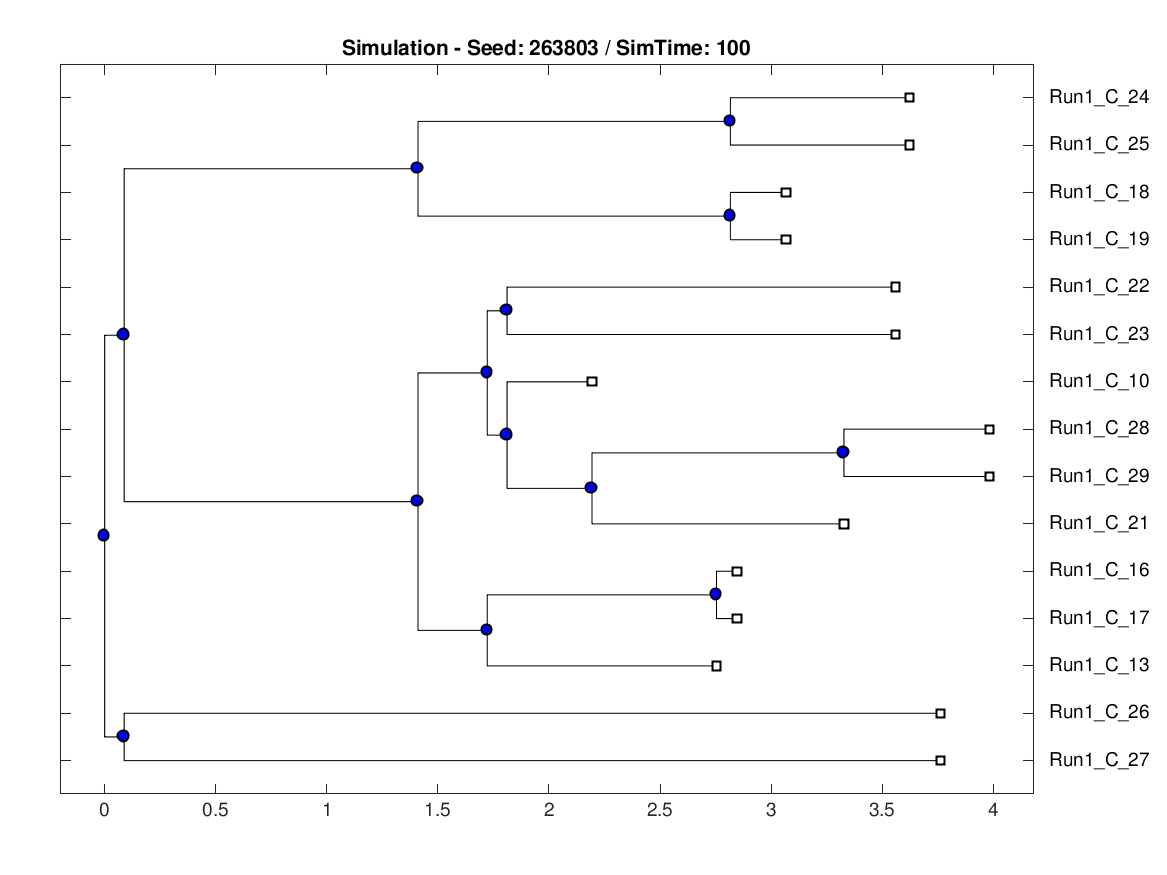 Simulation - Seed: 263803 / SimTime: 100
Run1_C_24
Run1_C_25
Run1_C_18
Run1_C_19
Run1_C_22
Run1_C_23
Run1_C_10
Run1_C_28
Run1_C_29
Run1_C_21
Run1_C_16
Run1_C_17
Run1_C_13
Run1_C_26
Run1_C_27
0 0.5 1 1.5 2 2.5 3 3.5 4